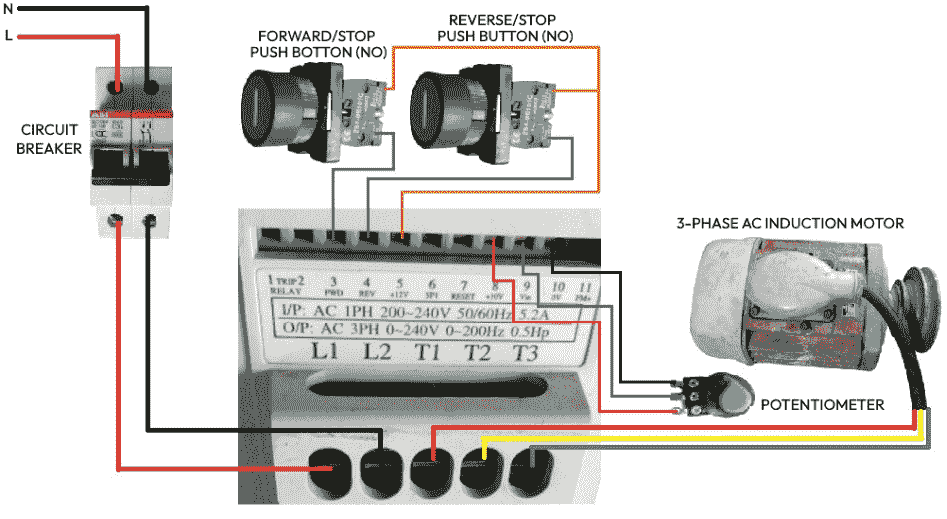 N
L
CIRCUIT
BREAKER
FORWARD/STOP
PUSH BOTTON (NO)
REVERSE/STOP
PUSH BUTTON (NO)
3-PHASE AC INDUCTION MOTOR
1 TRIP 2 3 4 5 6 7 8 9 10 11
RELAY FWD REV +12V SP1 RESET +10V Vin 0V FM+
I/P: AC 1PH 200~240V 50/60Hz 5.2A
O/P: AC 3PH 0~240V 0~200Hz 0.5Hp
L1 L2 T1 T2 T3
POTENTIOMETER